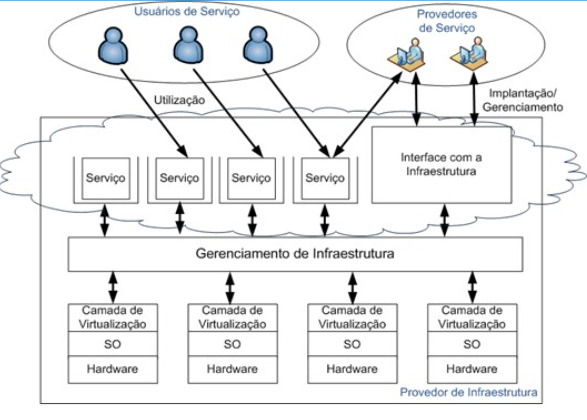 Usuários de Serviço
Provedores
de Serviço
Utilização
Implantação/
Gerenciamento
Serviço
Serviço
Serviço
Serviço
Interface com a
Infraestrutura
Gerenciamento de Infraestrutura
Camada de
Virtualização
SO
Hardware
Camada de
Virtualização
SO
Hardware
Camada de
Virtualização
SO
Hardware
Camada de
Virtualização
SO
Hardware
Provedor de Infraestrutura